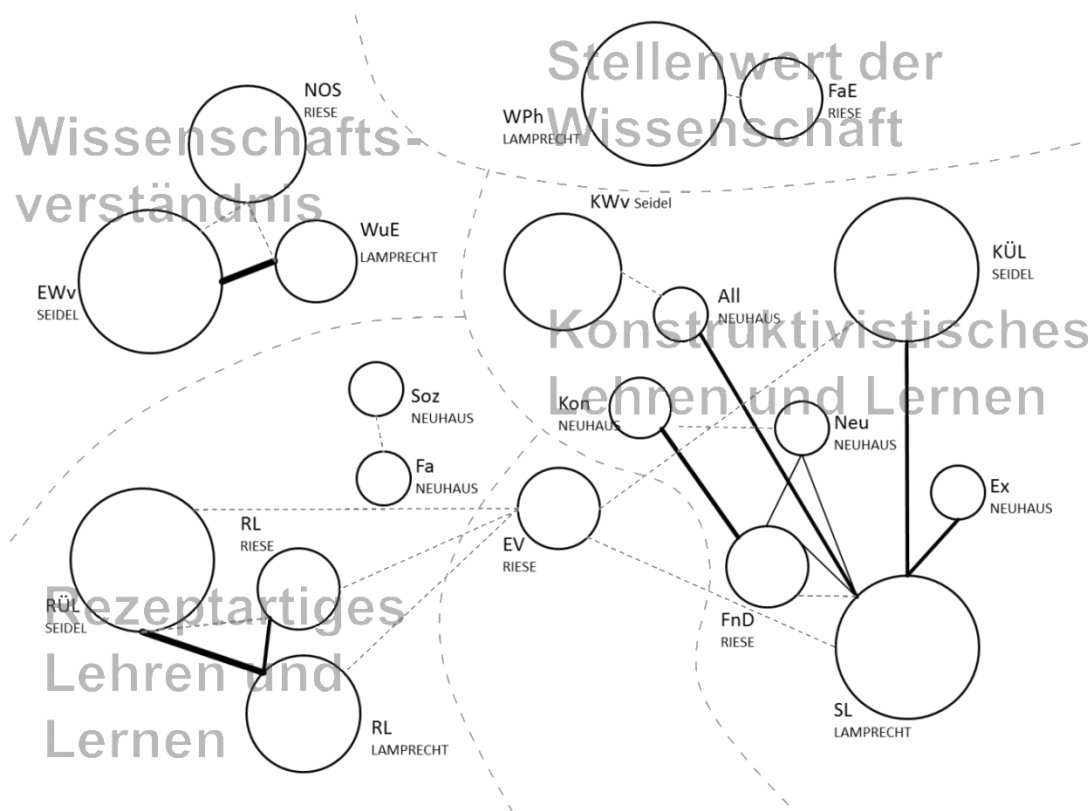 Stellenwert der
Wissenschaft
NOS
RIESE
FaE
RIESE
WPh
LAMPRECHT
Wissenschafts-
verständnis
WuE
LAMPRECHT
EWv
SEIDEL
KWv Seidel
KÜL
SEIDEL
All
NEUHAUS
Konstruktivistisches
Lehren und Lernen
Soz
NEUHAUS
Kon
NEUHAUS
Neu
NEUHAUS
Fa
NEUHAUS
Ex
NEUHAUS
RL
RIESE
EV
RIESE
RÜL
SEIDEL
Rezeptartiges
Lehren und
Lernen
FnD
RIESE
RL
LAMPRECHT
SL
LAMPRECHT